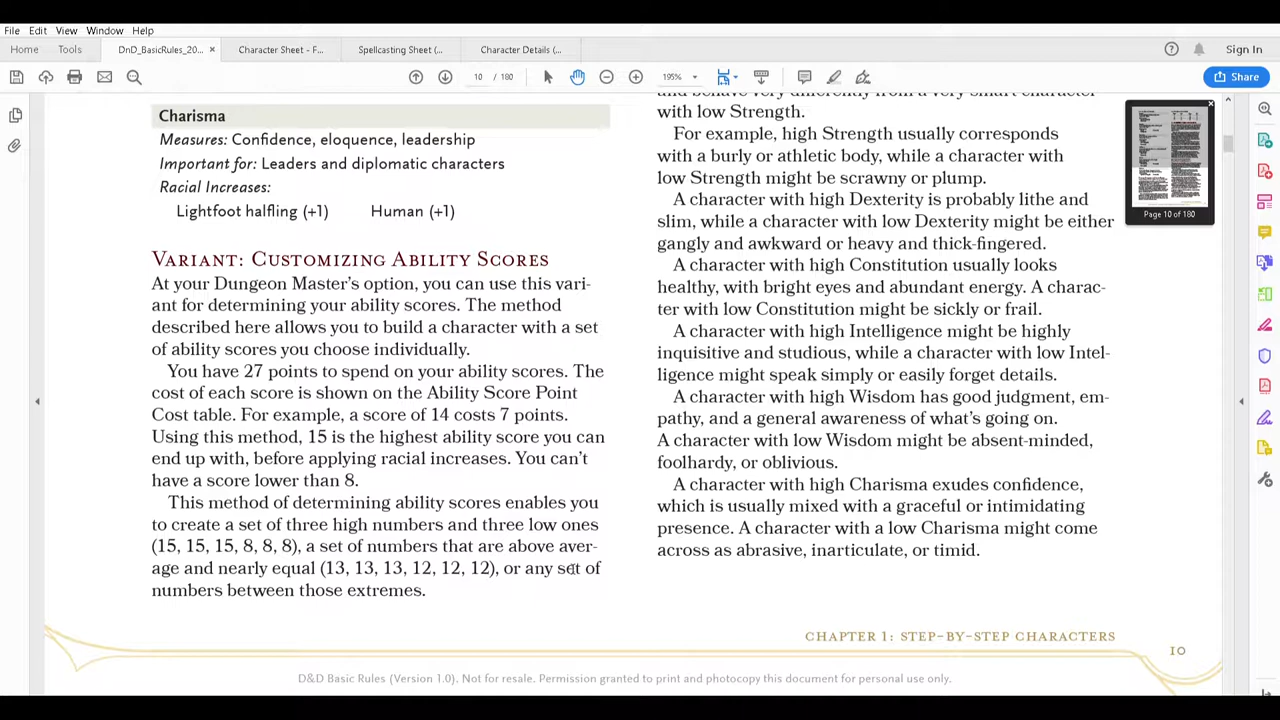 File Edit View Window Help
Home Tools DnD_BasicRules_20... × Character Sheet - F... Spellcasting Sheet (... Character Details (... Sign In
10 / 180 195% Share
Charisma
Measures: Confidence, eloquence, leadership
Important for: Leaders and diplomatic characters
Racial Increases:
Lightfoot halfling (+1) Human (+1)
Variant: Customizing Ability Scores
At your Dungeon Master's option, you can use this vari-
ant for determining your ability scores. The method
described here allows you to build a character with a set
of ability scores you choose individually.
You have 27 points to spend on your ability scores. The
cost of each score is shown on the Ability Score Point
Cost table. For example, a score of 14 costs 7 points.
Using this method, 15 is the highest ability score you can
end up with, before applying racial increases. You can't
have a score lower than 8.
This method of determining ability scores enables you
to create a set of three high numbers and three low ones
(15, 15, 15, 8, 8, 8), a set of numbers that are above aver-
age and nearly equal (13, 13, 13, 12, 12, 12), or any set of
numbers between those extremes.
and behave very differently from a very smart character
with low Strength.
For example, high Strength usually corresponds
with a burly or athletic body, while a character with
low Strength might be scrawny or plump.
A character with high Dexterity is probably lithe and
slim, while a character with low Dexterity might be either
gangly and awkward or heavy and thick-fingered.
A character with high Constitution usually looks
healthy, with bright eyes and abundant energy. A charac-
ter with low Constitution might be sickly or frail.
A character with high Intelligence might be highly
inquisitive and studious, while a character with low Intel-
ligence might speak simply or easily forget details.
A character with high Wisdom has good judgment, em-
pathy, and a general awareness of what's going on.
A character with low Wisdom might be absent-minded,
foolhardy, or oblivious.
A character with high Charisma exudes confidence,
which is usually mixed with a graceful or intimidating
presence. A character with a low Charisma might come
across as abrasive, inarticulate, or timid.
Page 10 of 180
CHAPTER 1: STEP-BY-STEP CHARACTERS
10
D&D Basic Rules (Version 1.0). Not for resale. Permission granted to print and photocopy this document for personal use only.